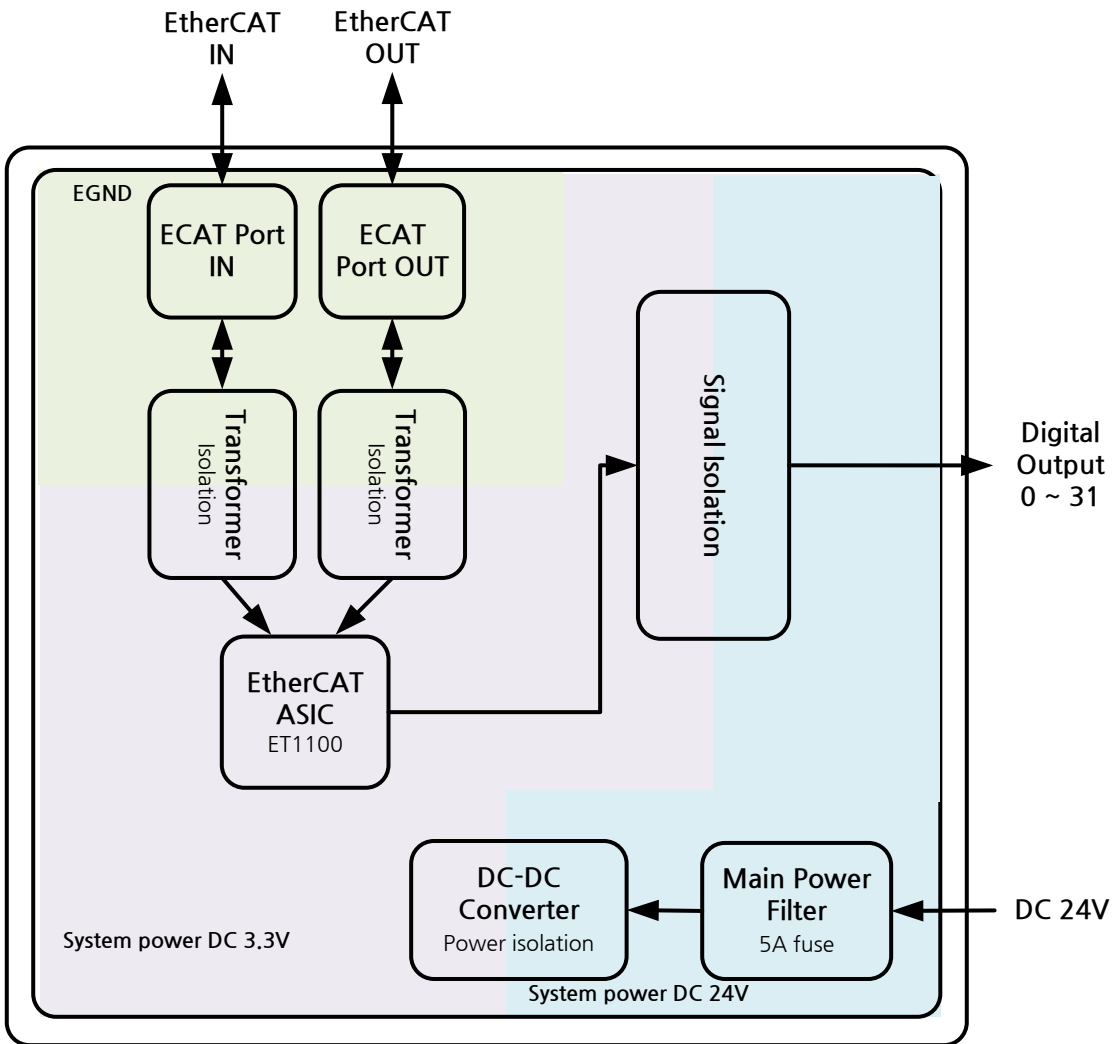 EtherCAT
IN
EtherCAT
OUT
EGND
ECAT Port
IN
ECAT
Port OUT
Transformer
Isolation
Transformer
Isolation
Signal Isolation
Digital
Output
0 ~ 31
EtherCAT
ASIC
ET1100
DC-DC
Converter
Power isolation
Main Power
Filter
5A fuse
DC 24V
System power DC 3.3V
System power DC 24V